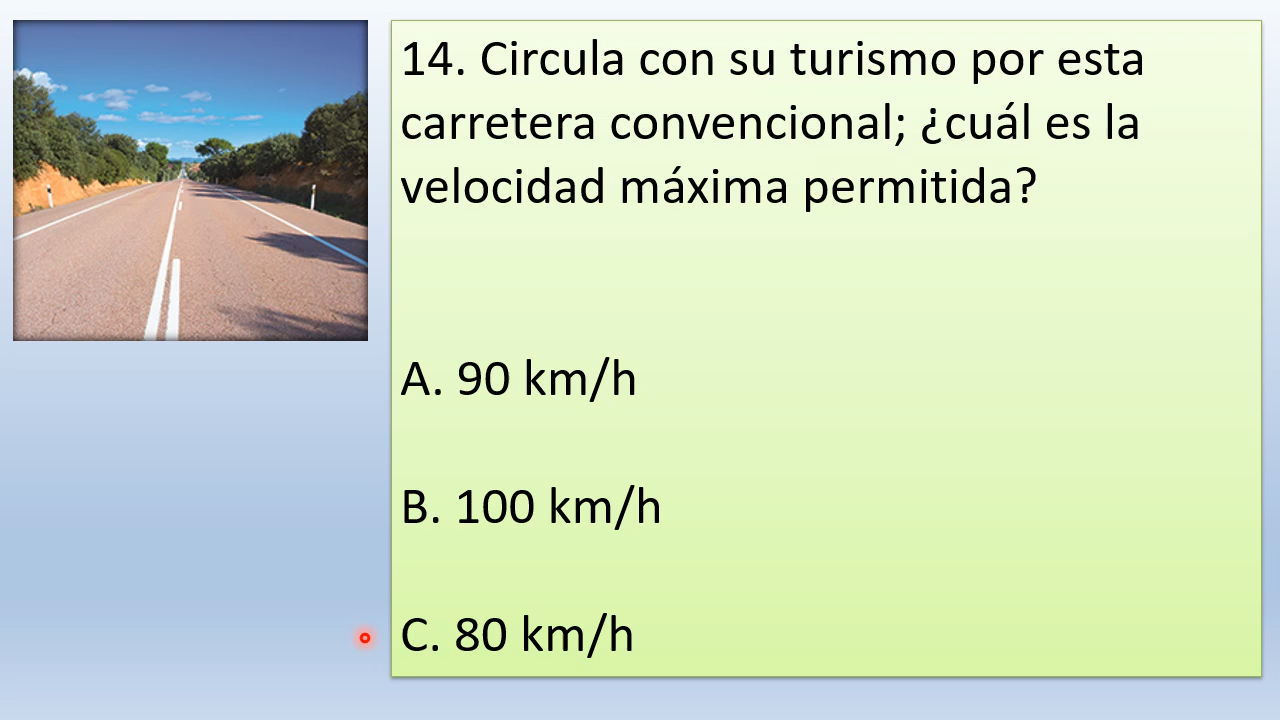 14. Circula con su turismo por esta
carretera convencional; ¿cuál es la
velocidad máxima permitida?
A. 90 km/h
B. 100 km/h
C. 80 km/h